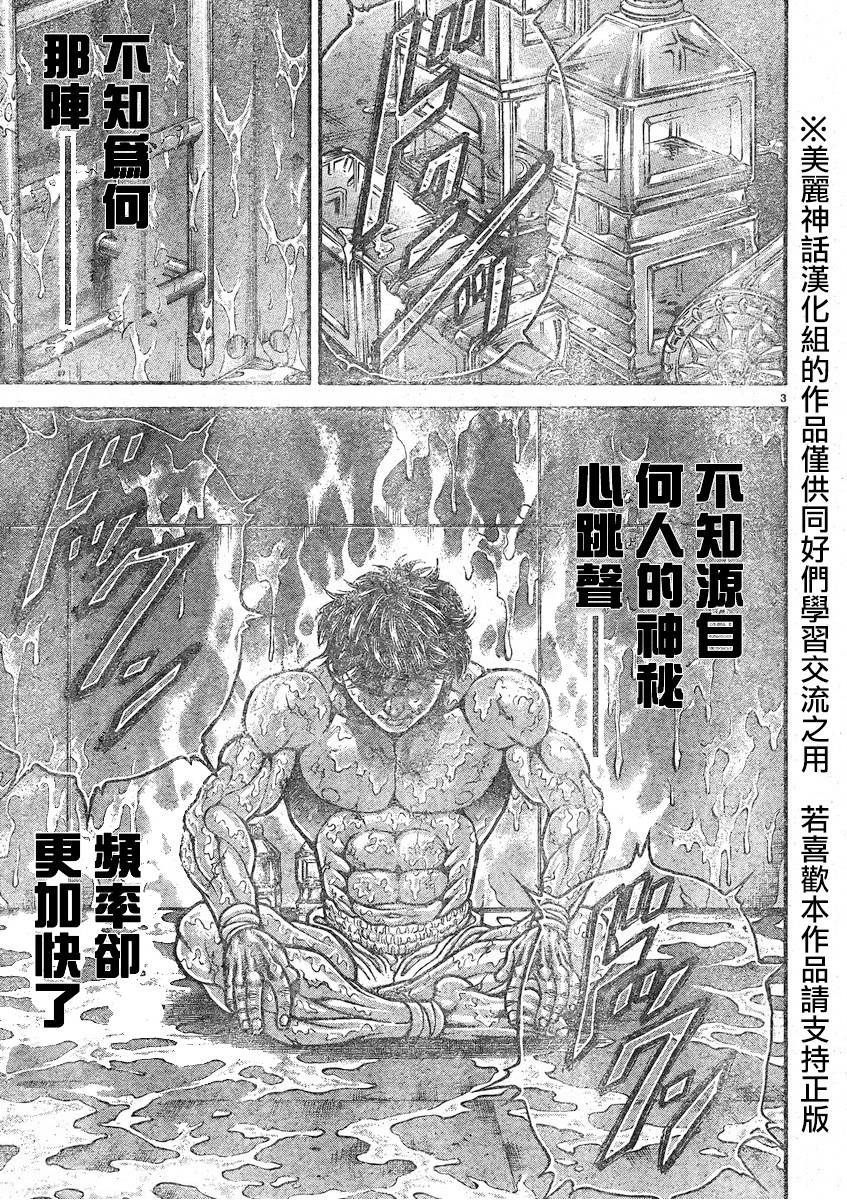 ドクン
不知爲何
那陣——
3
不知源自
何人的神秘
心跳聲——
ドクン
ドクン
頻率卻
更加快了
※美麗神話漢化組的作品僅供同好們學習交流之用　若喜歡本作品請支持正版